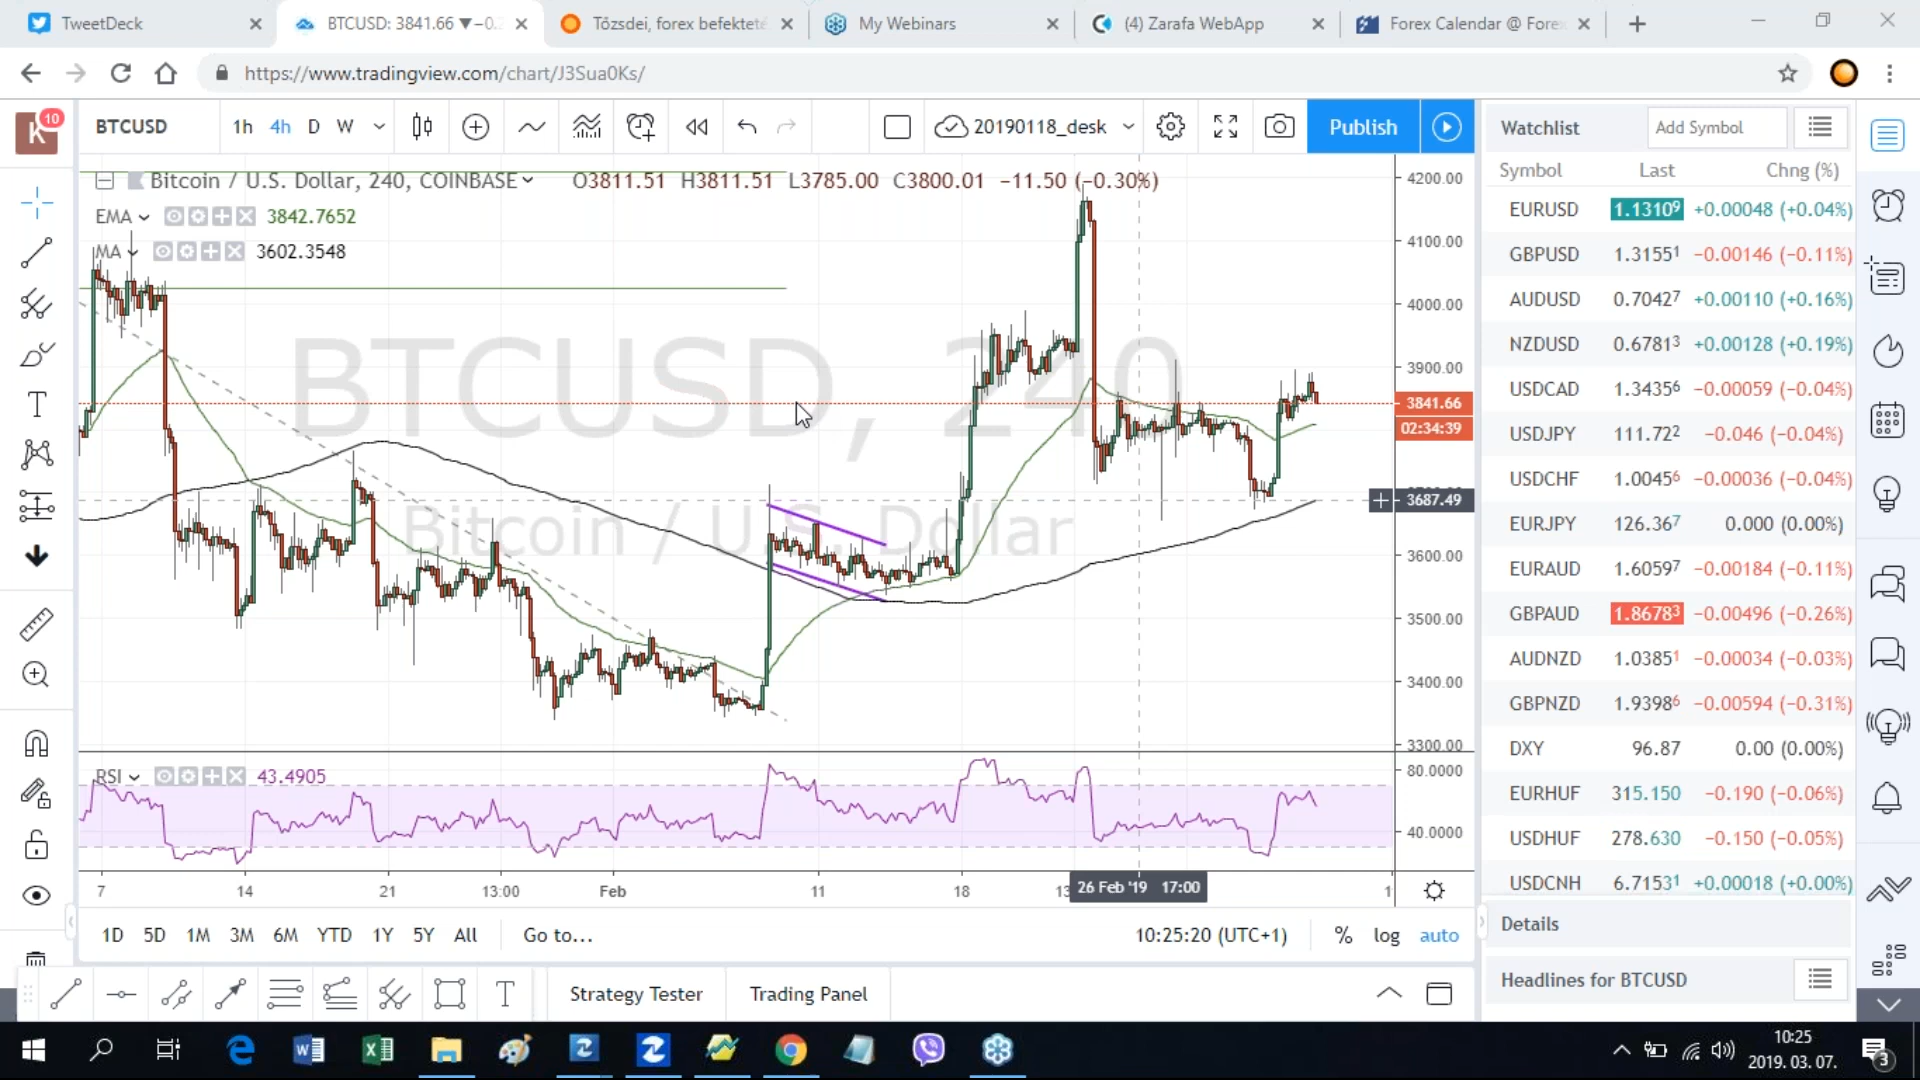 TweetDeck
BTCUSD: 3841.66 ▼−0.2
Tőzsdei, forex befekteté
My Webinars
(4) Zarafa WebApp
Forex Calendar @ Forex
https://www.tradingview.com/chart/J3Sua0Ks/
K
10
BTCUSD
1h 4h D W
20190118_desk
Publish
Watchlist
Add Symbol
Bitcoin / U.S. Dollar, 240, COINBASE O3811.51 H3811.51 L3785.00 C3800.01 −11.50 (−0.30%)
EMA 3842.7652
MA 3602.3548
BTCUSD, 240
Bitcoin / U.S. Dollar
4200.00
4100.00
4000.00
3900.00
3841.66
02:34:39
3687.49
3600.00
3500.00
3400.00
3300.00
RSI 43.4905
80.0000
40.0000
7 14 21 13:00 Feb 11 18 13 26 Feb '19 17:00 1
1D 5D 1M 3M 6M YTD 1Y 5Y All Go to... 10:25:20 (UTC+1) % log auto
T
Strategy Tester
Trading Panel
Symbol Last Chng (%)
EURUSD 1.13109 +0.00048 (+0.04%)
GBPUSD 1.31551 −0.00146 (−0.11%)
AUDUSD 0.70427 +0.00110 (+0.16%)
NZDUSD 0.67813 +0.00128 (+0.19%)
USDCAD 1.34356 −0.00059 (−0.04%)
USDJPY 111.722 −0.046 (−0.04%)
USDCHF 1.00456 −0.00036 (−0.04%)
EURJPY 126.367 0.000 (0.00%)
EURAUD 1.60597 −0.00184 (−0.11%)
GBPAUD 1.86783 −0.00496 (−0.26%)
AUDNZD 1.03851 −0.00034 (−0.03%)
GBPNZD 1.93986 −0.00594 (−0.31%)
DXY 96.87 0.00 (0.00%)
EURHUF 315.150 −0.190 (−0.06%)
USDHUF 278.630 −0.150 (−0.05%)
USDCNH 6.71531 +0.00018 (+0.00%)
Details
Headlines for BTCUSD
10:25
2019. 03. 07.
3